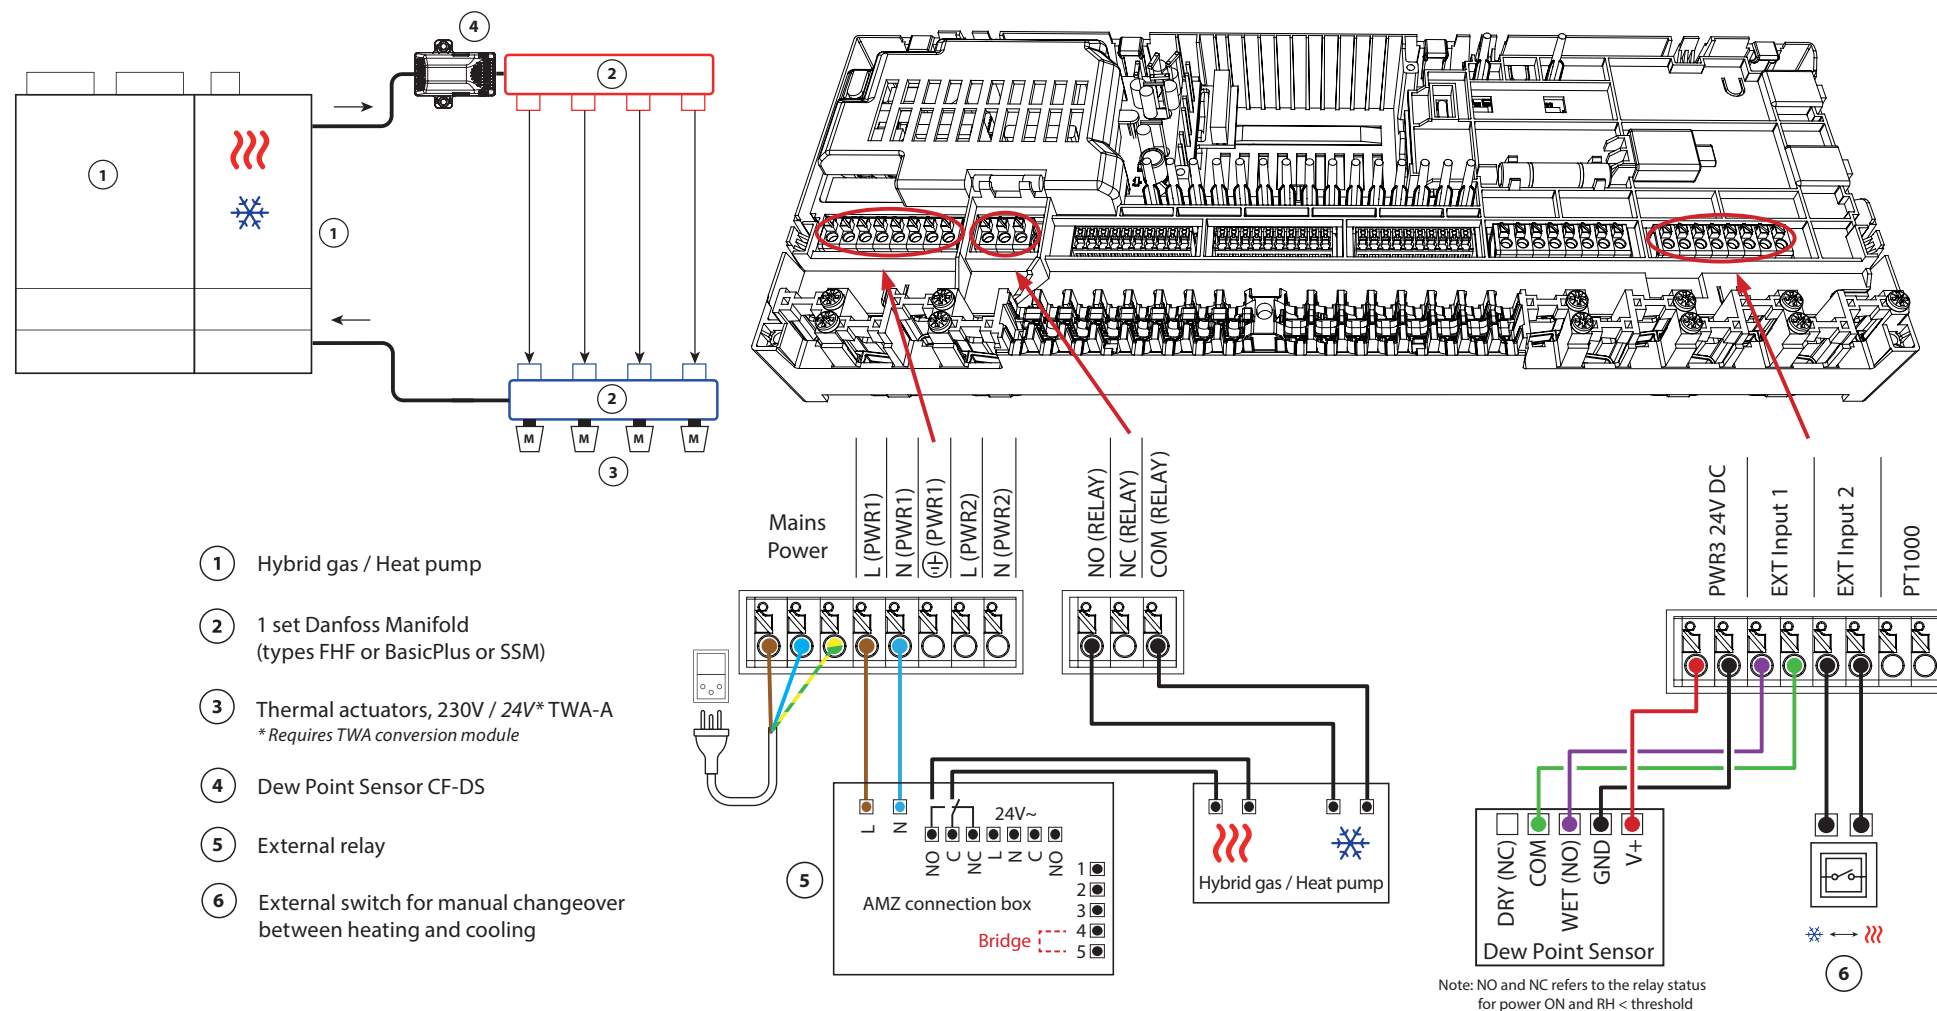 4
2
1
1
2
M M M M
3
1 Hybrid gas / Heat pump
2 1 set Danfoss Manifold
(types FHF or BasicPlus or SSM)
3 Thermal actuators, 230V / 24V* TWA-A
* Requires TWA conversion module
4 Dew Point Sensor CF-DS
5 External relay
6 External switch for manual changeover
between heating and cooling
Mains
Power
L (PWR1)
N (PWR1)
(PWR1)
L (PWR2)
N (PWR2)
NO (RELAY)
NC (RELAY)
COM (RELAY)
PWR3 24V DC
EXT Input 1
EXT Input 2
PT1000
L
N
24V~
NO
C
NC
L
N
C
NO
1
2
3
4
5
5
AMZ connection box
Bridge
Hybrid gas / Heat pump
DRY (NC)
COM
WET (NO)
GND
V+
Dew Point Sensor
Note: NO and NC refers to the relay status
for power ON and RH < threshold
6